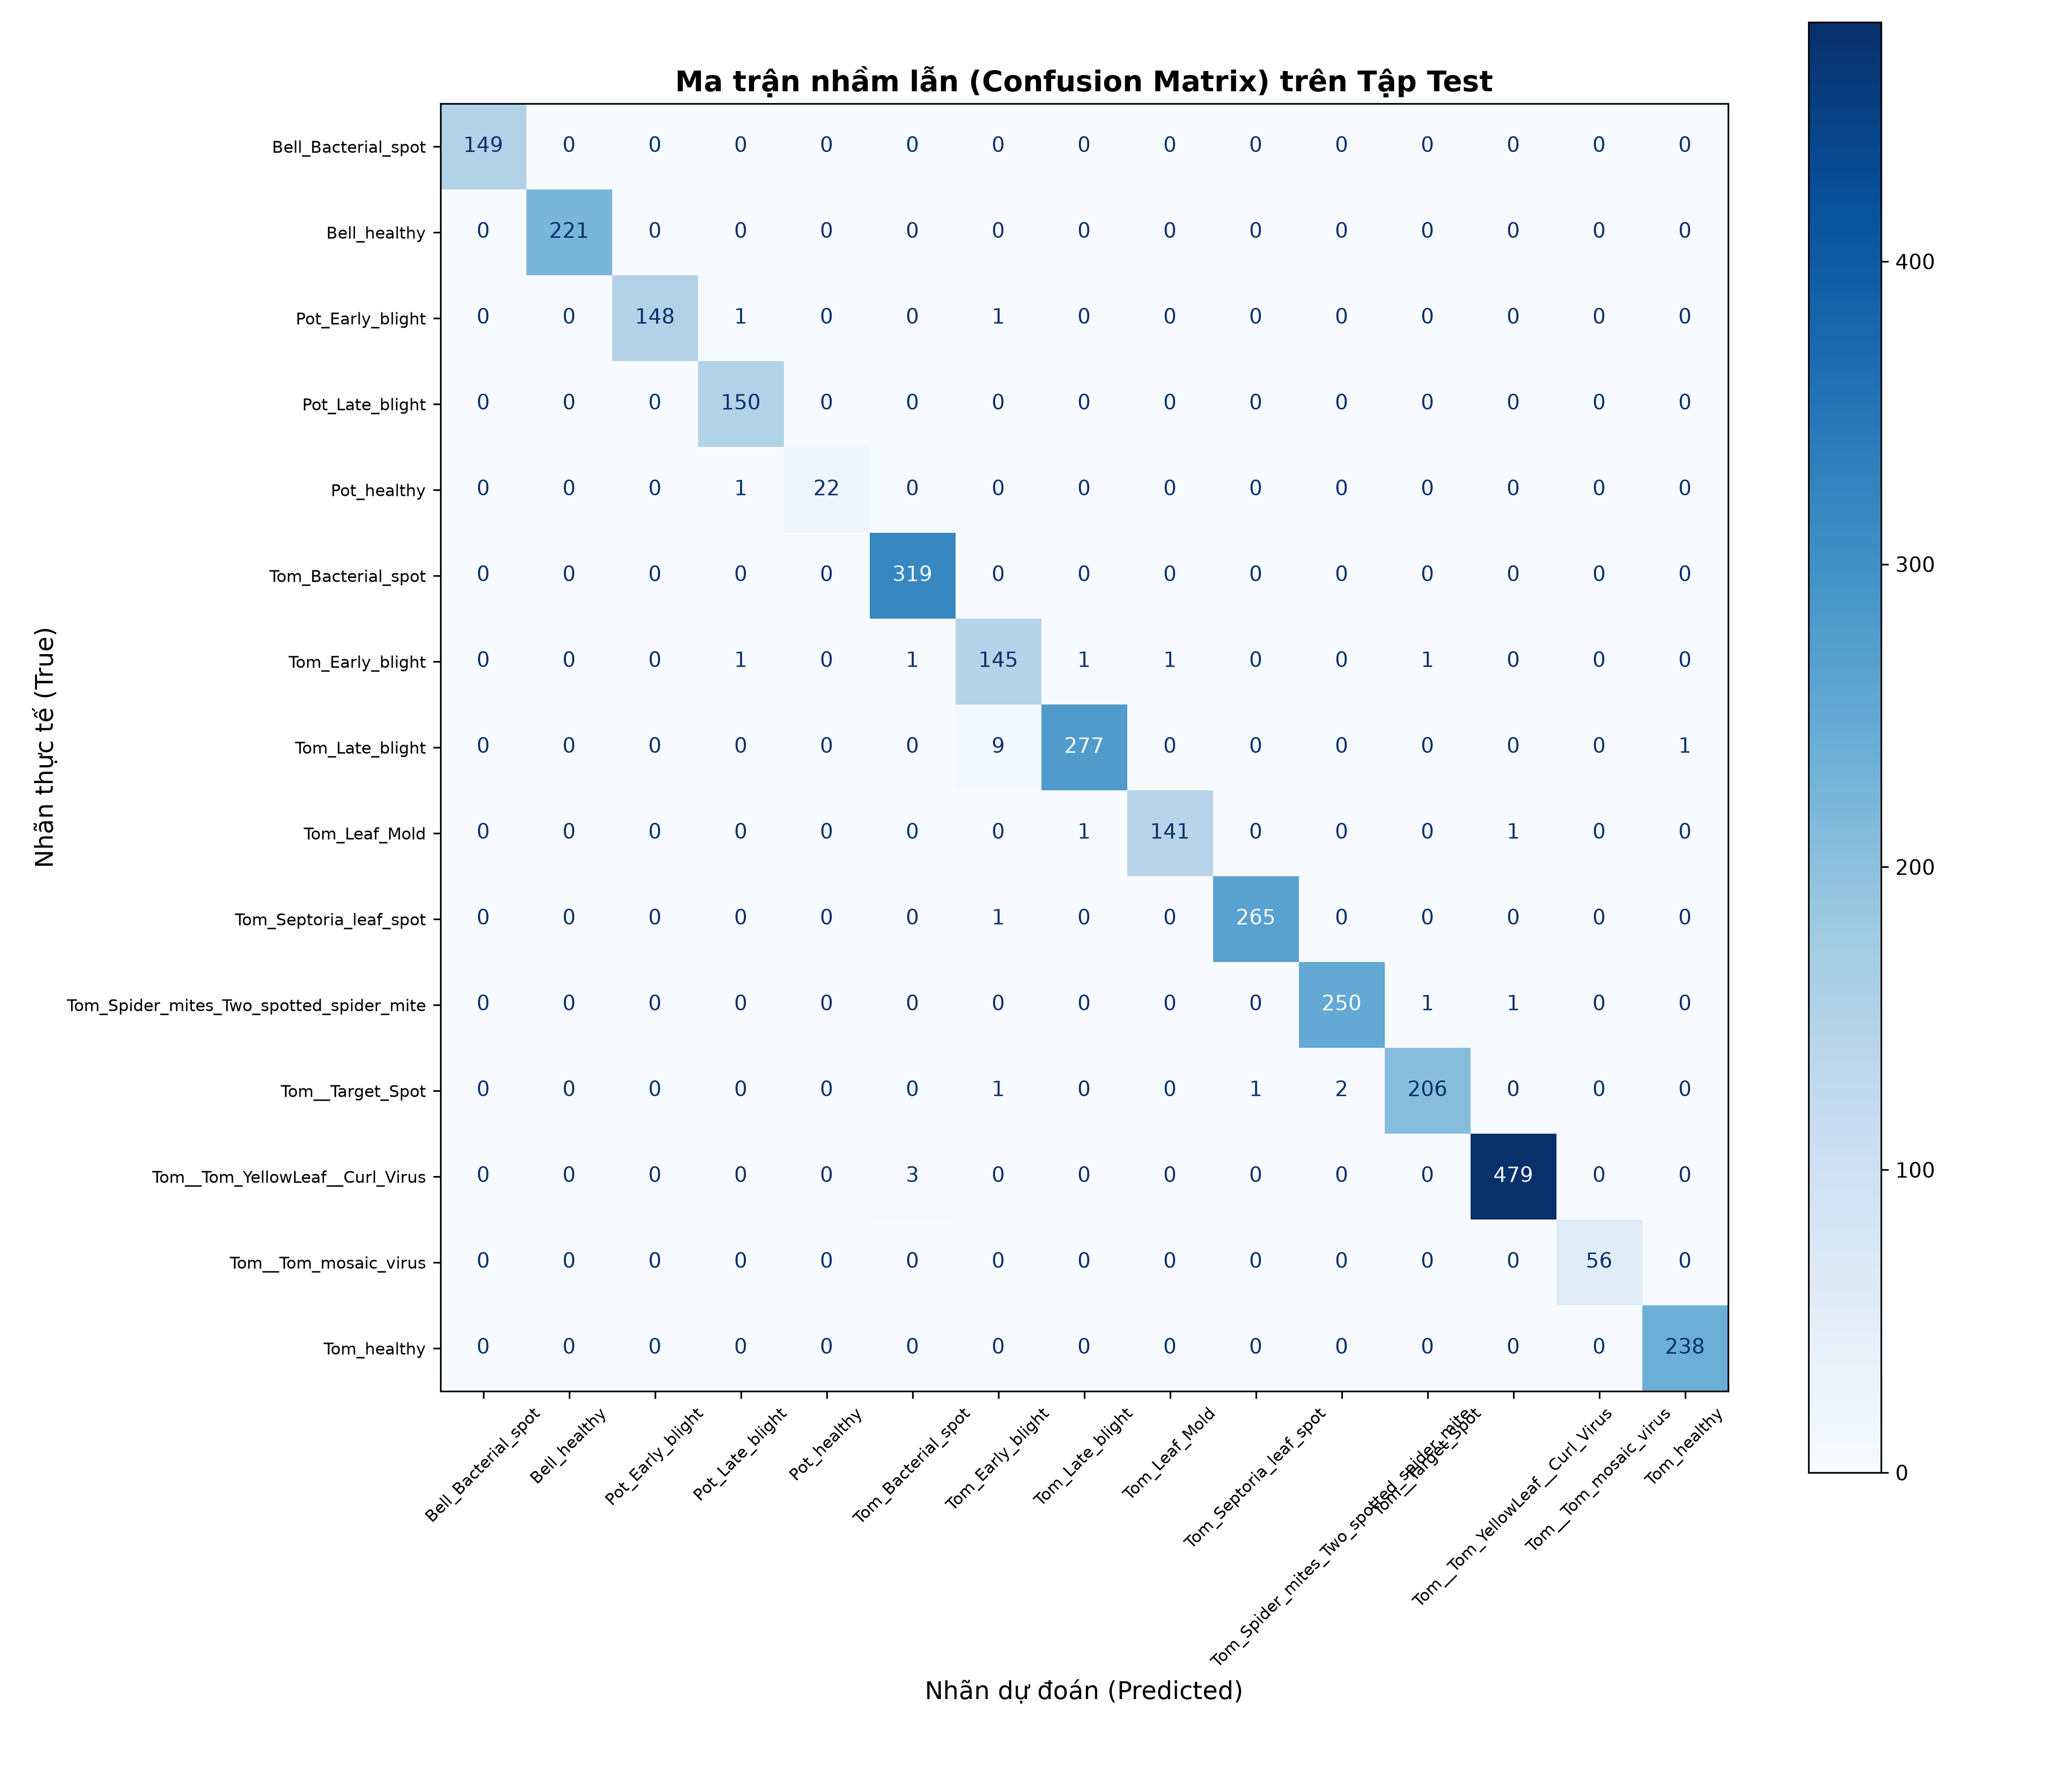 Ma trận nhầm lẫn (Confusion Matrix) trên Tập Test
Nhãn thực tế (True)
Bell_Bacterial_spot 149 0 0 0 0 0 0 0 0 0 0 0 0 0 0
Bell_healthy 0 221 0 0 0 0 0 0 0 0 0 0 0 0 0
Pot_Early_blight 0 0 148 1 0 0 1 0 0 0 0 0 0 0 0
Pot_Late_blight 0 0 0 150 0 0 0 0 0 0 0 0 0 0 0
Pot_healthy 0 0 0 1 22 0 0 0 0 0 0 0 0 0 0
Tom_Bacterial_spot 0 0 0 0 0 319 0 0 0 0 0 0 0 0 0
Tom_Early_blight 0 0 0 1 0 1 145 1 1 0 0 1 0 0 0
Tom_Late_blight 0 0 0 0 0 0 9 277 0 0 0 0 0 0 1
Tom_Leaf_Mold 0 0 0 0 0 0 0 1 141 0 0 0 1 0 0
Tom_Septoria_leaf_spot 0 0 0 0 0 0 1 0 0 265 0 0 0 0 0
Tom_Spider_mites_Two_spotted_spider_mite 0 0 0 0 0 0 0 0 0 0 250 1 1 0 0
Tom__Target_Spot 0 0 0 0 0 0 1 0 0 1 2 206 0 0 0
Tom__Tom_YellowLeaf__Curl_Virus 0 0 0 0 0 3 0 0 0 0 0 0 479 0 0
Tom__Tom_mosaic_virus 0 0 0 0 0 0 0 0 0 0 0 0 0 56 0
Tom_healthy 0 0 0 0 0 0 0 0 0 0 0 0 0 0 238
Bell_Bacterial_spot
Bell_healthy
Pot_Early_blight
Pot_Late_blight
Pot_healthy
Tom_Bacterial_spot
Tom_Early_blight
Tom_Late_blight
Tom_Leaf_Mold
Tom_Septoria_leaf_spot
Tom_Spider_mites_Two_spotted_spider_mite
Tom__Target_Spot
Tom__Tom_YellowLeaf__Curl_Virus
Tom__Tom_mosaic_virus
Tom_healthy
Nhãn dự đoán (Predicted)
400
300
200
100
0